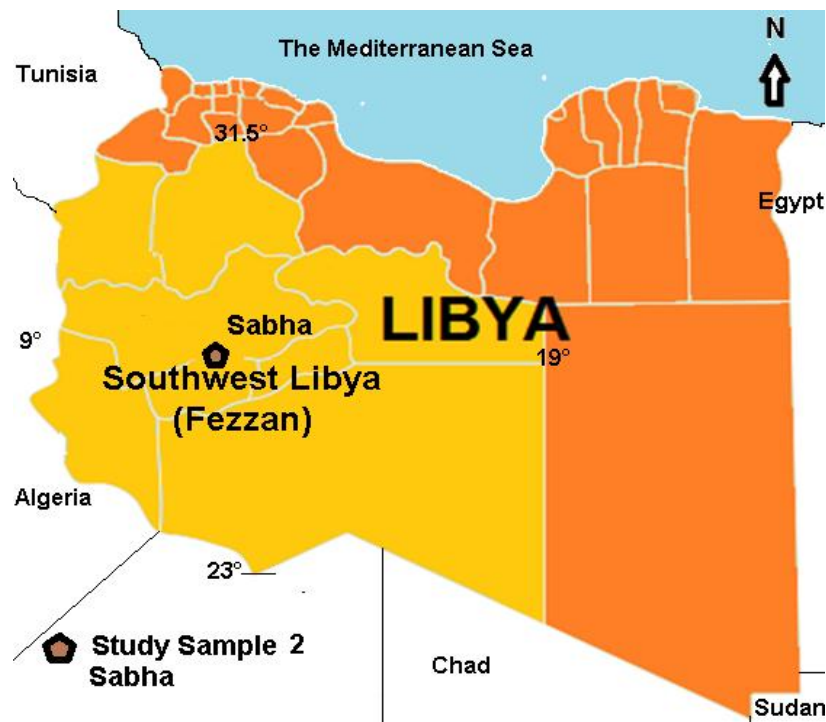 The Mediterranean Sea
N
Tunisia
31.5°
Egypt
Sabha
LIBYA
9°
19°
Southwest Libya
(Fezzan)
Algeria
23°
Study Sample 2
Sabha
Chad
Sudan